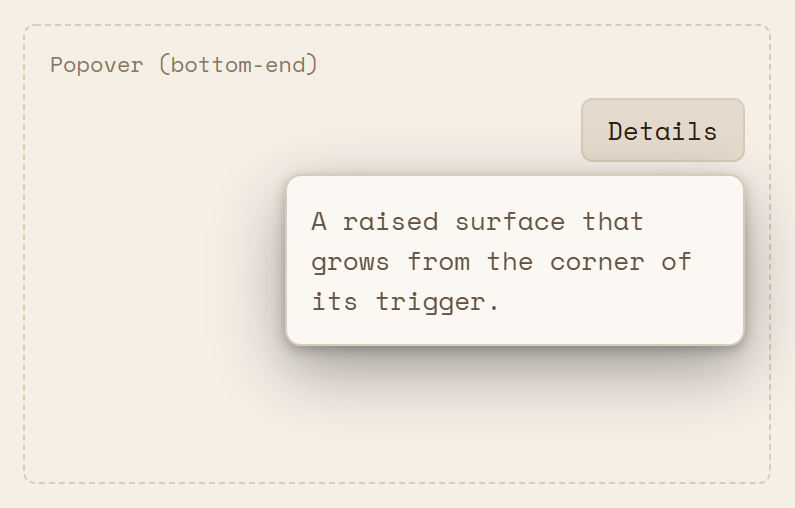 Popover (bottom-end)
Details
A raised surface that
grows from the corner of
its trigger.